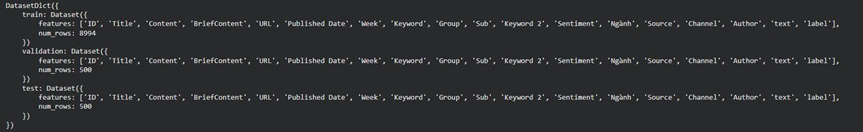 DatasetDict({
    train: Dataset({
        features: ['ID', 'Title', 'Content', 'BriefContent', 'URL', 'Published Date', 'Week', 'Keyword', 'Group', 'Sub', 'Keyword 2', 'Sentiment', 'Ngành', 'Source', 'Channel', 'Author', 'text', 'label'],
        num_rows: 8994
    })
    validation: Dataset({
        features: ['ID', 'Title', 'Content', 'BriefContent', 'URL', 'Published Date', 'Week', 'Keyword', 'Group', 'Sub', 'Keyword 2', 'Sentiment', 'Ngành', 'Source', 'Channel', 'Author', 'text', 'label'],
        num_rows: 500
    })
    test: Dataset({
        features: ['ID', 'Title', 'Content', 'BriefContent', 'URL', 'Published Date', 'Week', 'Keyword', 'Group', 'Sub', 'Keyword 2', 'Sentiment', 'Ngành', 'Source', 'Channel', 'Author', 'text', 'label'],
        num_rows: 500
    })
})